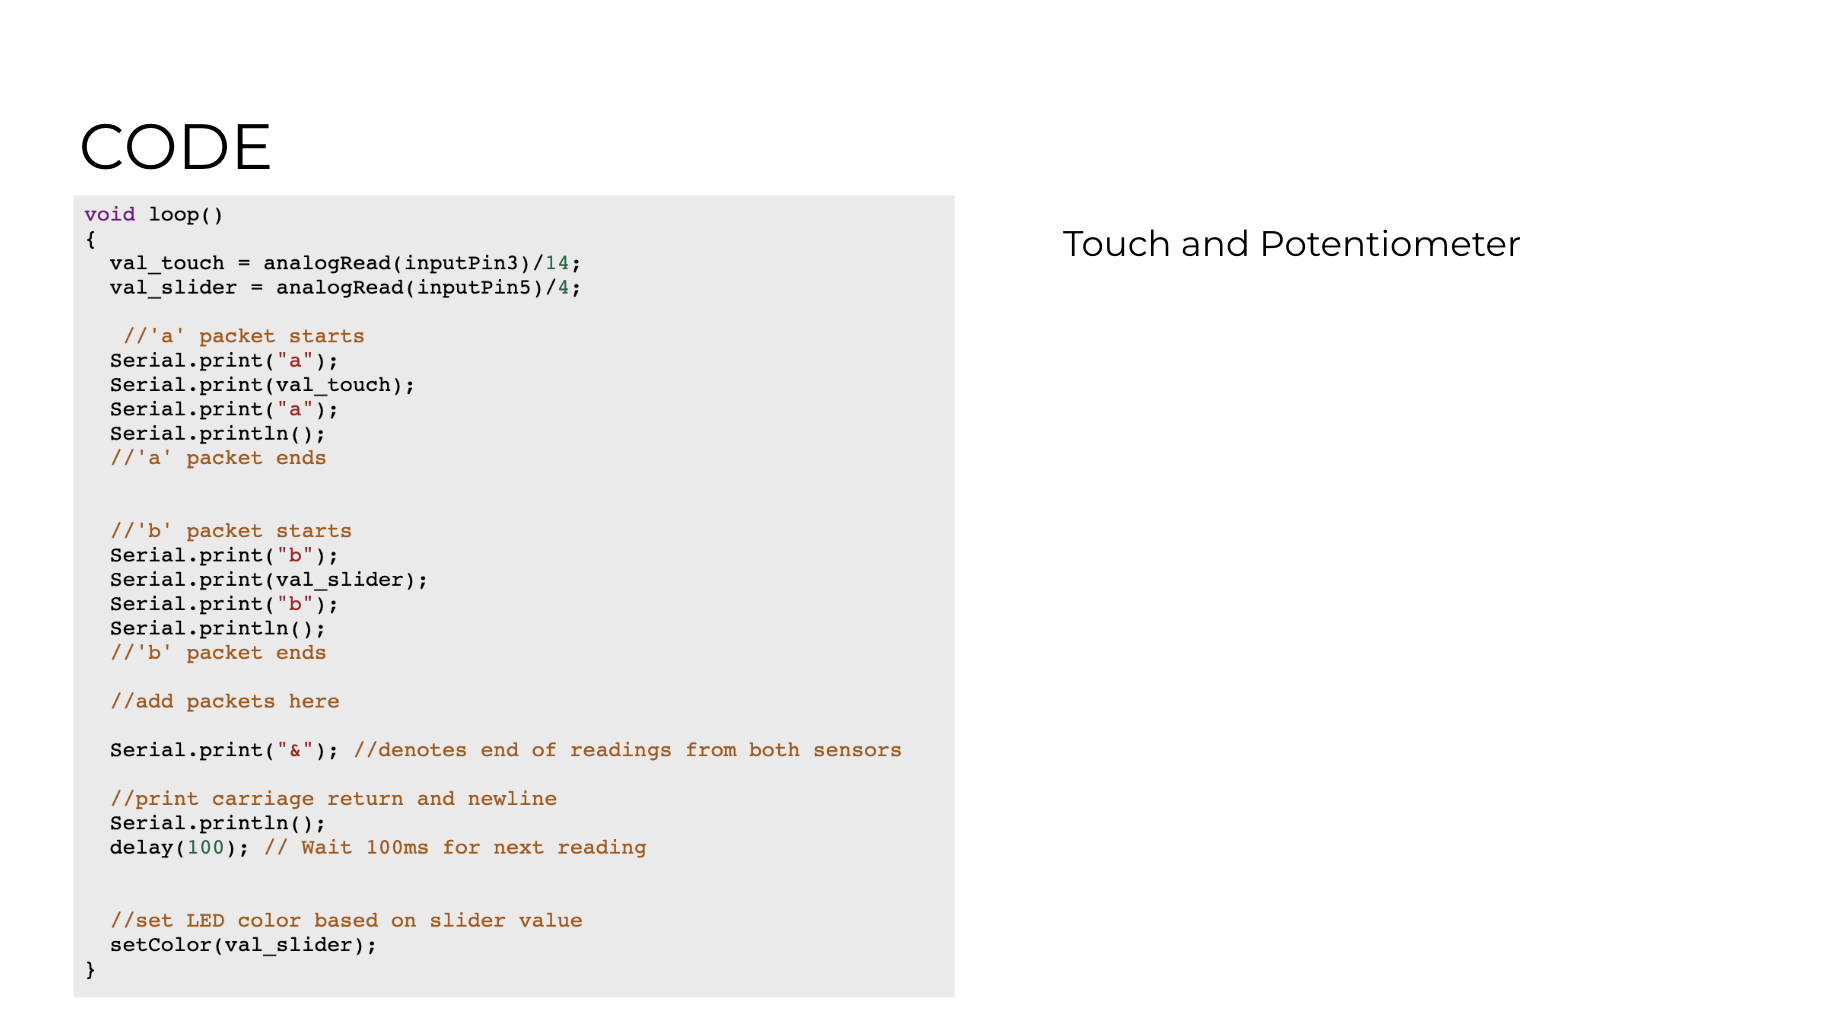 CODE
void loop()
{
  val_touch = analogRead(inputPin3)/14;
  val_slider = analogRead(inputPin5)/4;

   //'a' packet starts
  Serial.print("a");
  Serial.print(val_touch);
  Serial.print("a");
  Serial.println();
  //'a' packet ends

  //'b' packet starts
  Serial.print("b");
  Serial.print(val_slider);
  Serial.print("b");
  Serial.println();
  //'b' packet ends

  //add packets here

  Serial.print("&"); //denotes end of readings from both sensors

  //print carriage return and newline
  Serial.println();
  delay(100); // Wait 100ms for next reading

  //set LED color based on slider value
  setColor(val_slider);
}
Touch and Potentiometer